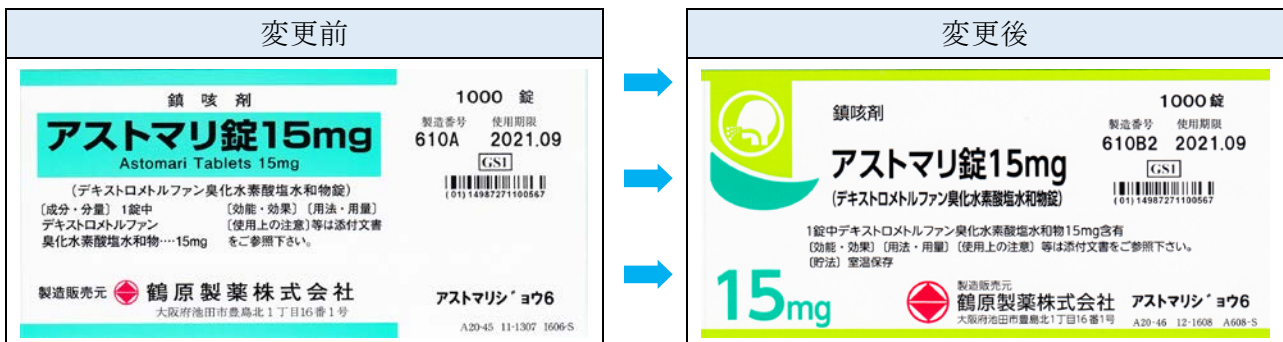 変更前
鎮咳剤
アストマリ錠15mg
Astomari Tablets 15mg
(デキストロメトルファン臭化水素酸塩水和物錠)
〔成分・分量〕 1錠中
デキストロメトルファン
臭化水素酸塩水和物‥‥15mg
〔効能・効果〕〔用法・用量〕
〔使用上の注意〕等は添付文書
をご参照下さい。
製造販売元 鶴原製薬株式会社
大阪府池田市豊島北1丁目16番1号
1000 錠
製造番号 使用期限
610A 2021.09
GS1
(01)14987271100567
アストマリジョウ6
A20-45 11-1307 1606-S
変更後
鎮咳剤
アストマリ錠15mg
(デキストロメトルファン臭化水素酸塩水和物錠)
1錠中デキストロメトルファン臭化水素酸塩水和物15mg含有
〔効能・効果〕〔用法・用量〕〔使用上の注意〕等は添付文書をご参照下さい。
〔貯法〕室温保存
15mg
製造販売元
鶴原製薬株式会社
大阪府池田市豊島北1丁目16番1号
1000錠
製造番号 使用期限
610B2 2021.09
GS1
(01)14987271100567
アストマリジョウ6
A20-46 12-1608 A608-S